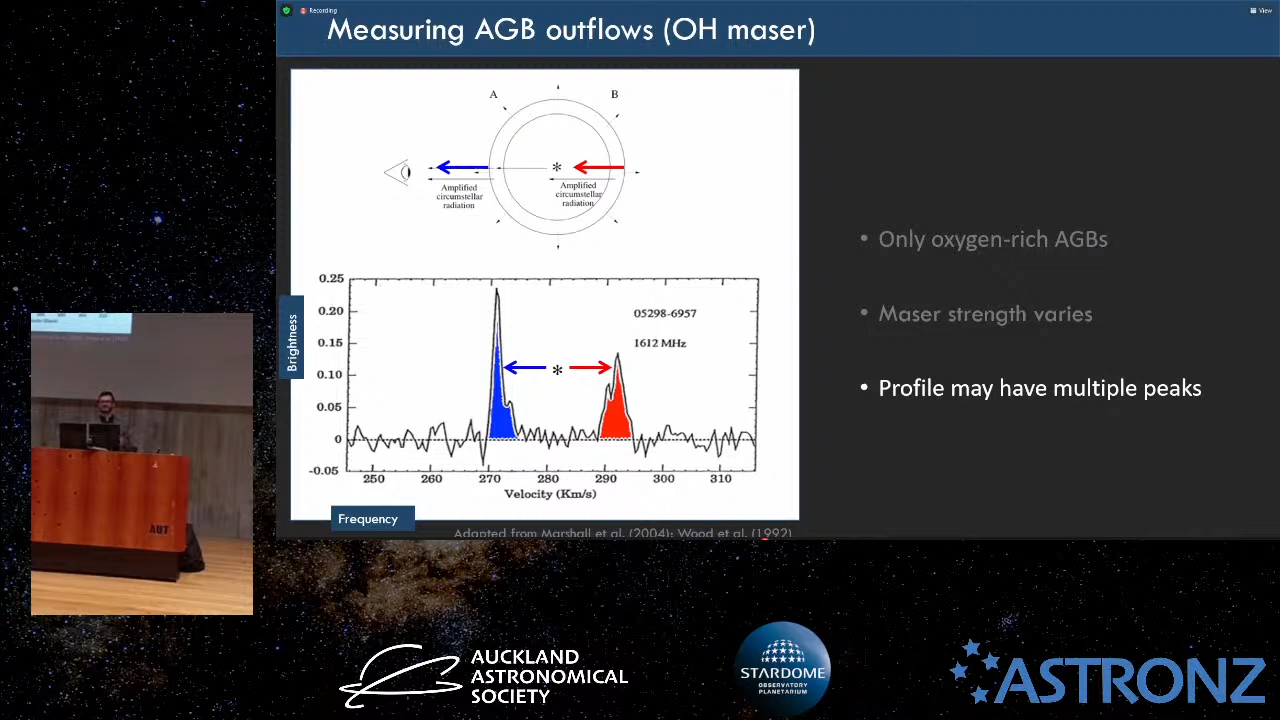 Recording
View
Measuring AGB outflows (OH maser)
A
B
Amplified
circumstellar
radiation
Amplified
circumstellar
radiation
*
Brightness
0.25
0.20
0.15
0.10
0.05
0
-0.05
05298-6957
1612 MHz
*
250
260
270
280
290
300
310
Velocity (Km/s)
Frequency
Adapted from Marshall et al. (2004); Wood et al. (1992)
• Only oxygen-rich AGBs
• Maser strength varies
• Profile may have multiple peaks
AUT
AUCKLAND
ASTRONOMICAL
SOCIETY
STARDOME
OBSERVATORY
PLANETARIUM
ASTRONZ